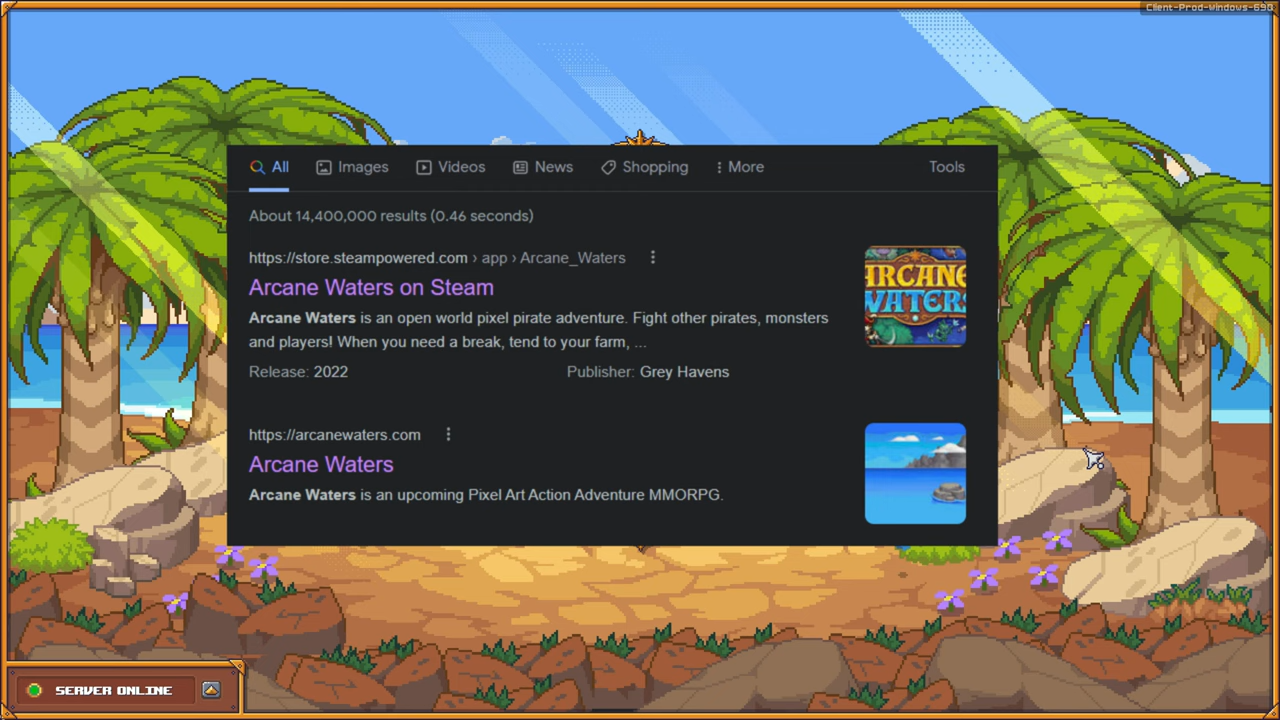 Client-Prod-Windows-690
All Images Videos News Shopping More Tools
About 14,400,000 results (0.46 seconds)
https://store.steampowered.com › app › Arcane_Waters
Arcane Waters on Steam
Arcane Waters is an open world pixel pirate adventure. Fight other pirates, monsters
and players! When you need a break, tend to your farm, ...
Release: 2022 Publisher: Grey Havens
ARCANE
WATERS
https://arcanewaters.com
Arcane Waters
Arcane Waters is an upcoming Pixel Art Action Adventure MMORPG.
SERVER ONLINE